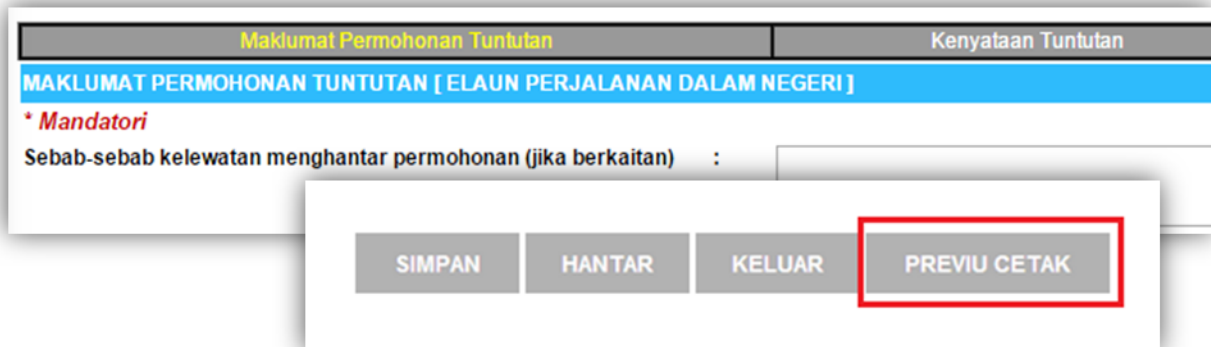 Maklumat Permohonan Tuntutan Kenyataan Tuntutan
MAKLUMAT PERMOHONAN TUNTUTAN [ ELAUN PERJALANAN DALAM NEGERI ]
* Mandatori
Sebab-sebab kelewatan menghantar permohonan (jika berkaitan) :
SIMPAN HANTAR KELUAR PREVIU CETAK